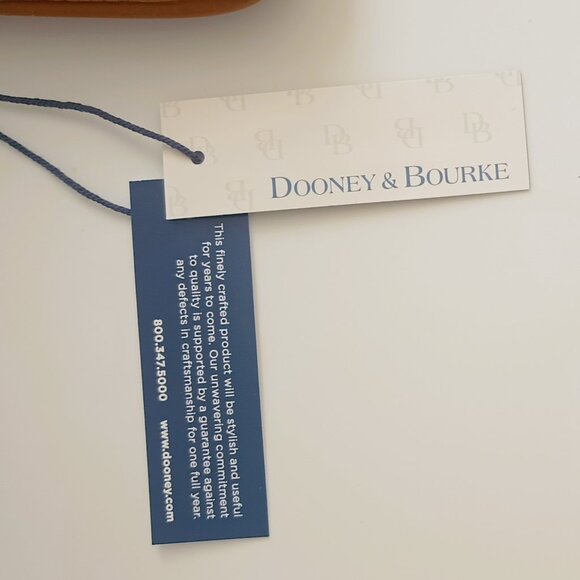 DOONEY & BOURKE
This finely crafted product will be stylish and useful
for years to come. Our unwavering commitment
to quality is supported by a guarantee against
any defects in craftsmanship for one full year.
800.347.5000 www.dooney.com